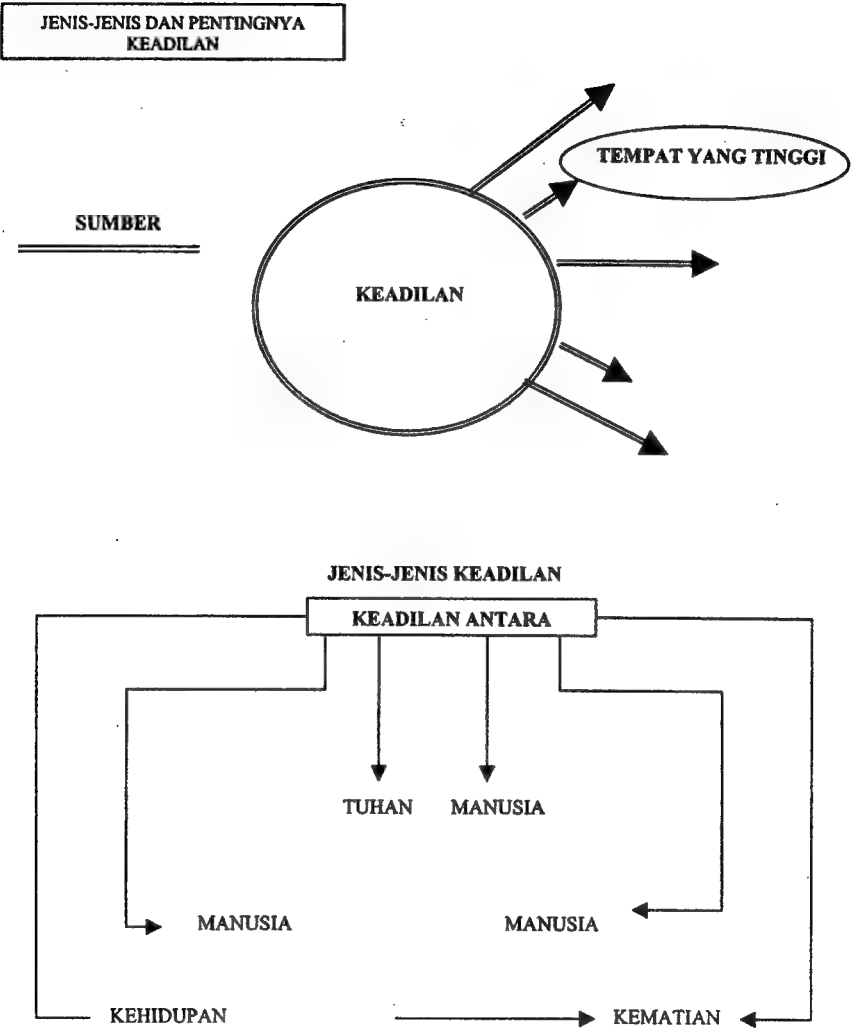 JENIS-JENIS DAN PENTINGNYA
KEADILAN
TEMPAT YANG TINGGI
SUMBER
KEADILAN
JENIS-JENIS KEADILAN
KEADILAN ANTARA
TUHAN MANUSIA
MANUSIA MANUSIA
KEHIDUPAN KEMATIAN